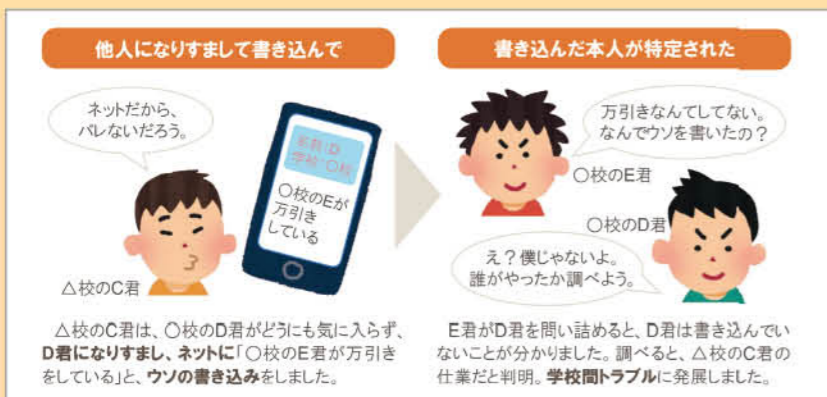 他人になりすまして書き込んで
ネットだから、
バレないだろう。
名前：D
学校：〇校
〇校のEが
万引き
している
△校のC君
△校のC君は、〇校のD君がどうにも気に入らず、
D君になりすまし、ネットに「〇校のE君が万引き
をしている」と、ウソの書き込みをしました。
書き込んだ本人が特定された
万引きなんてしてない。
なんでウソを書いたの？
〇校のE君
〇校のD君
え？僕じゃないよ。
誰がやったか調べよう。
E君がD君を問い詰めると、D君は書き込んでい
ないことが分かりました。調べると、△校のC君の
仕業だと判明。学校間トラブルに発展しました。